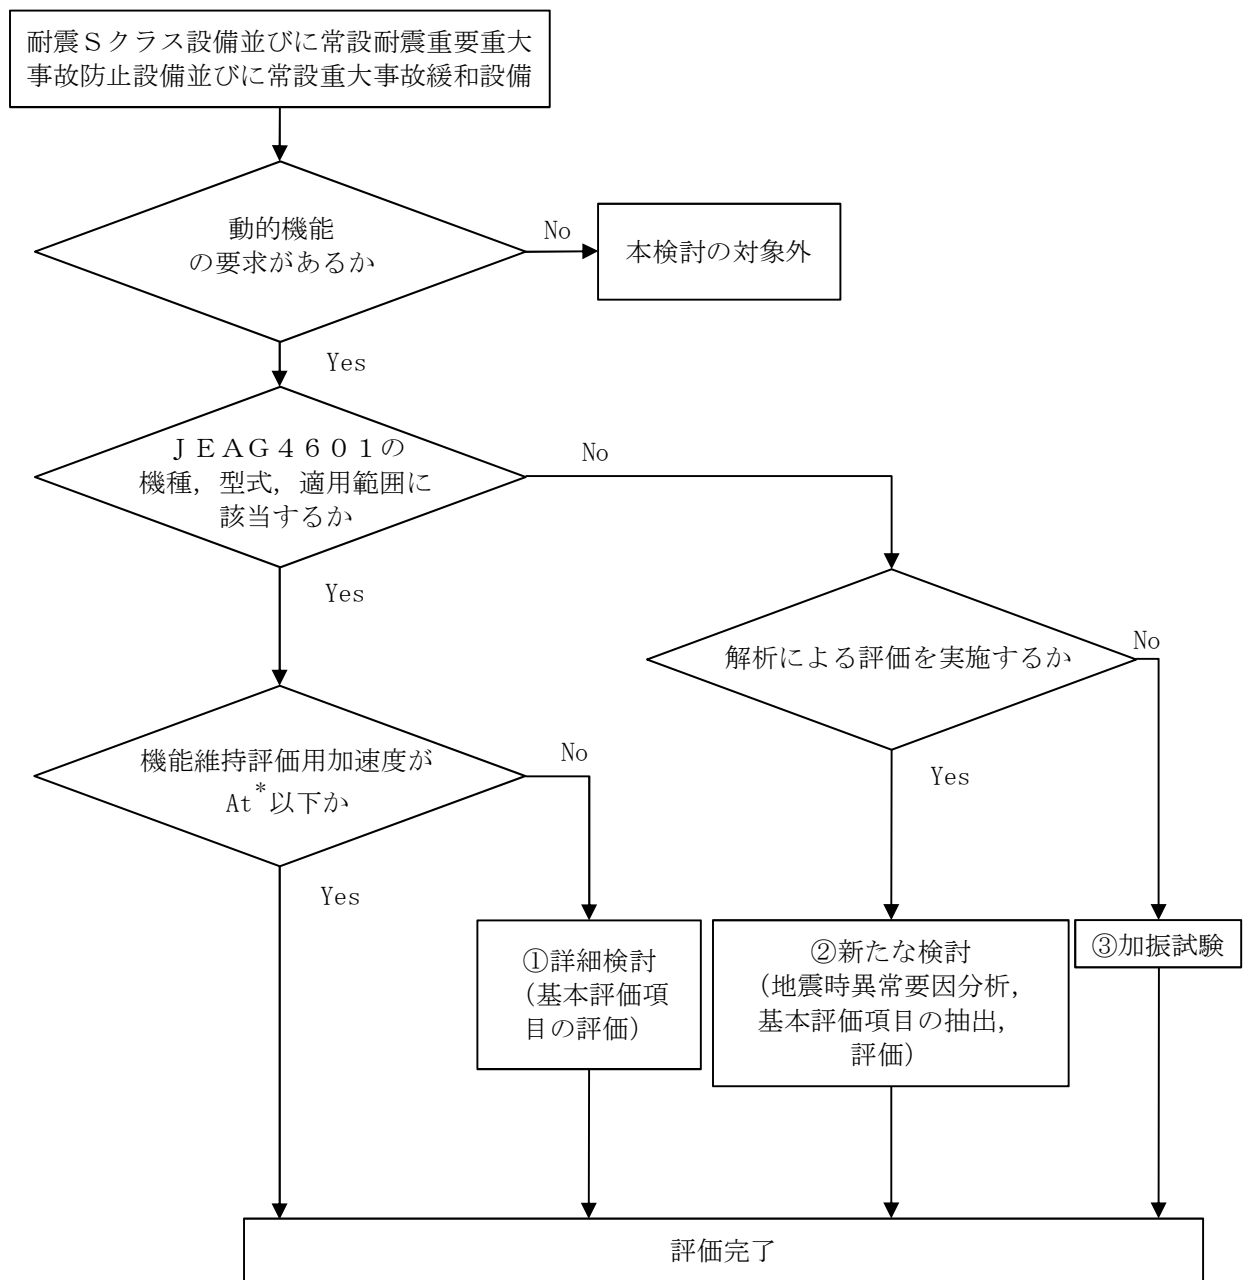 耐震Ｓクラス設備並びに常設耐震重要重大
事故防止設備並びに常設重大事故緩和設備
動的機能
の要求があるか
No
本検討の対象外
Yes
ＪＥＡＧ４６０１の
機種，型式，適用範囲に
該当するか
No
Yes
解析による評価を実施するか
No
Yes
機能維持評価用加速度が
At*以下か
No
Yes
①詳細検討
（基本評価項
目の評価）
②新たな検討
（地震時異常要因分析，
基本評価項目の抽出，
評価）
③加振試験
評価完了